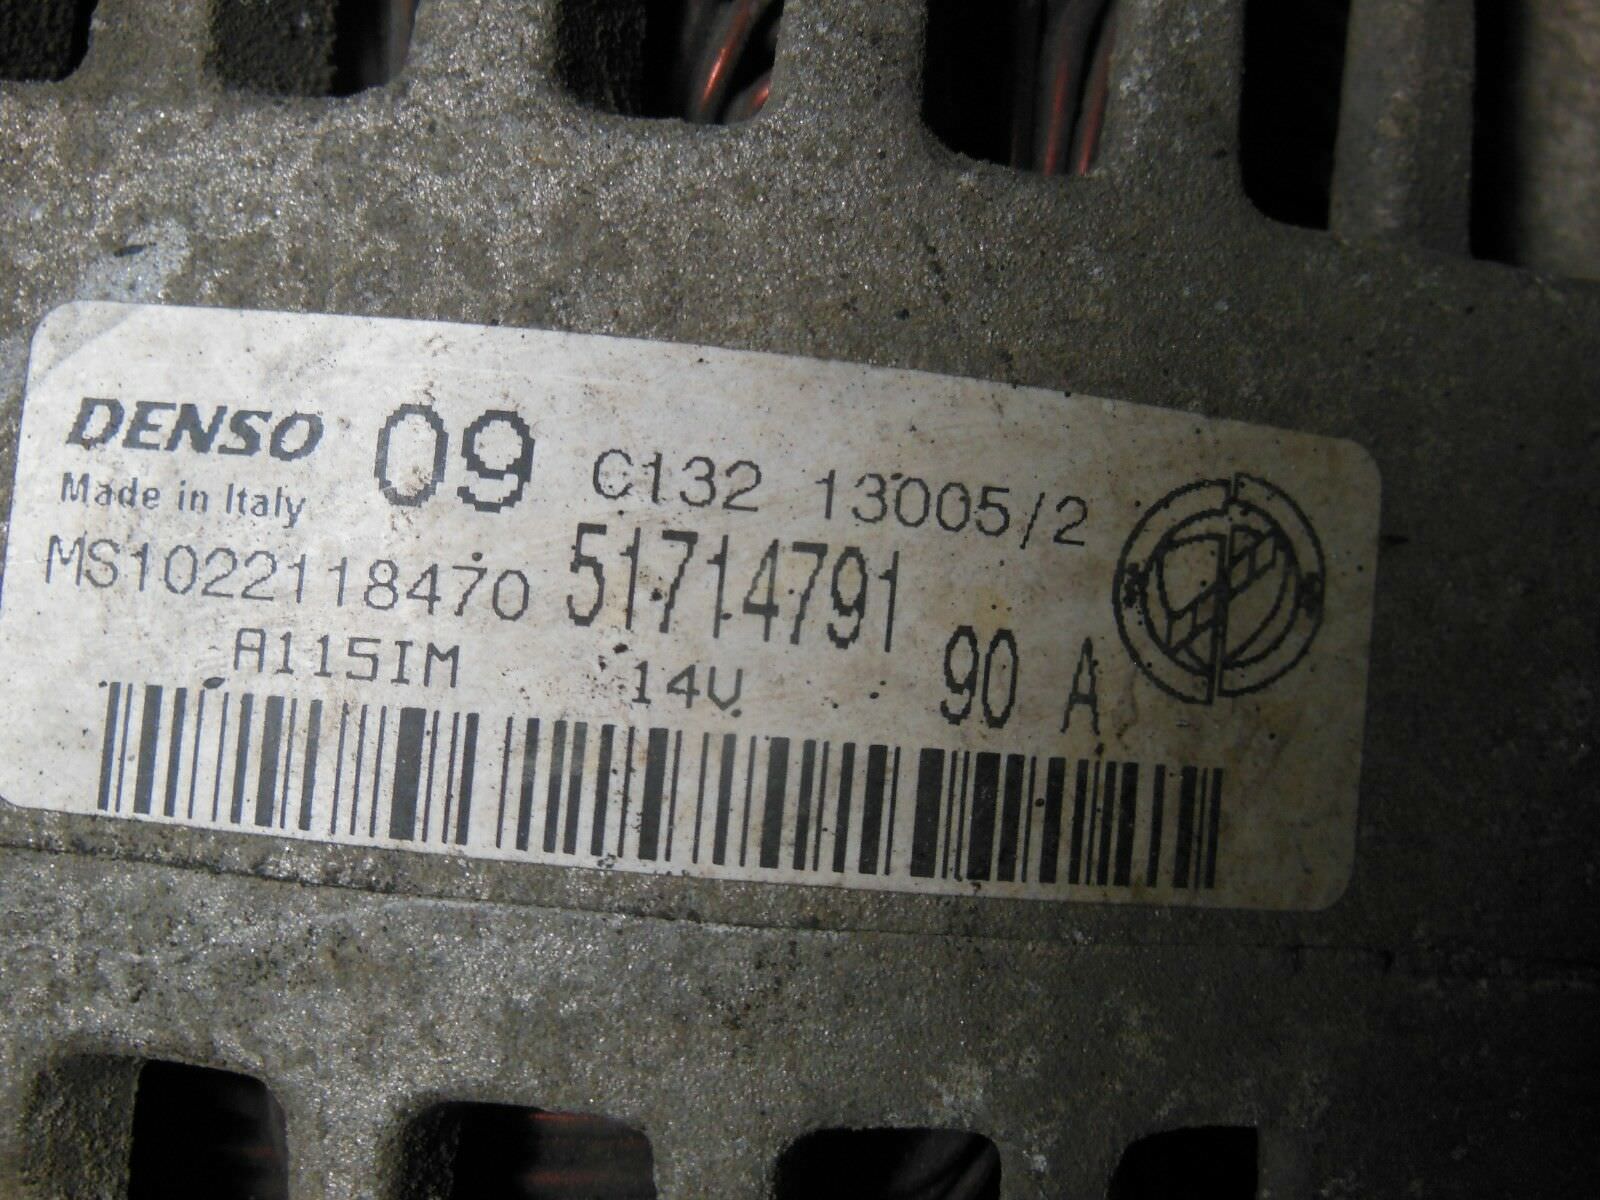 DENSO 09 C132 13005/2
Made in Italy
MS1022118470 51714791
A115IM 14V 90 A